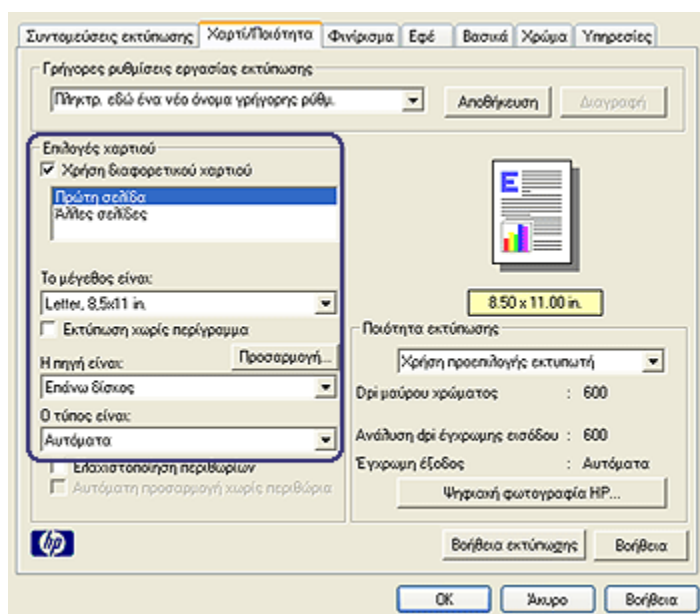 Συντομεύσεις εκτύπωσης Χαρτί/Ποιότητα Φινίρισμα Εφέ Βασικά Χρώμα Υπηρεσίες
Γρήγορες ρυθμίσεις εργασίας εκτύπωσης
Πληκτρ. εδώ ένα νέο όνομα γρήγορης ρύθμ. Αποθήκευση Διαγραφή
Επιλογές χαρτιού
Χρήση διαφορετικού χαρτιού
Πρώτη σελίδα
Άλλες σελίδες
Το μέγεθος είναι:
Letter, 8,5x11 in.
8.50 x 11.00 in.
Εκτύπωση χωρίς περίγραμμα
Προσαρμογή...
Η πηγή είναι:
Επάνω δίσκος
Ο τύπος είναι:
Αυτόματα
Ελαχιστοποίηση περιθωρίων
Αυτόματη προσαρμογή χωρίς περιθώρια
Ποιότητα εκτύπωσης
Χρήση προεπιλογής εκτυπωτή
Dpi μαύρου χρώματος : 600
Ανάλυση dpi έγχρωμης εισόδου : 600
Έγχρωμη έξοδος : Αυτόματα
Ψηφιακή φωτογραφία HP...
hp
Βοήθεια εκτύπωσης Βοήθεια
OK Άκυρο Βοήθεια